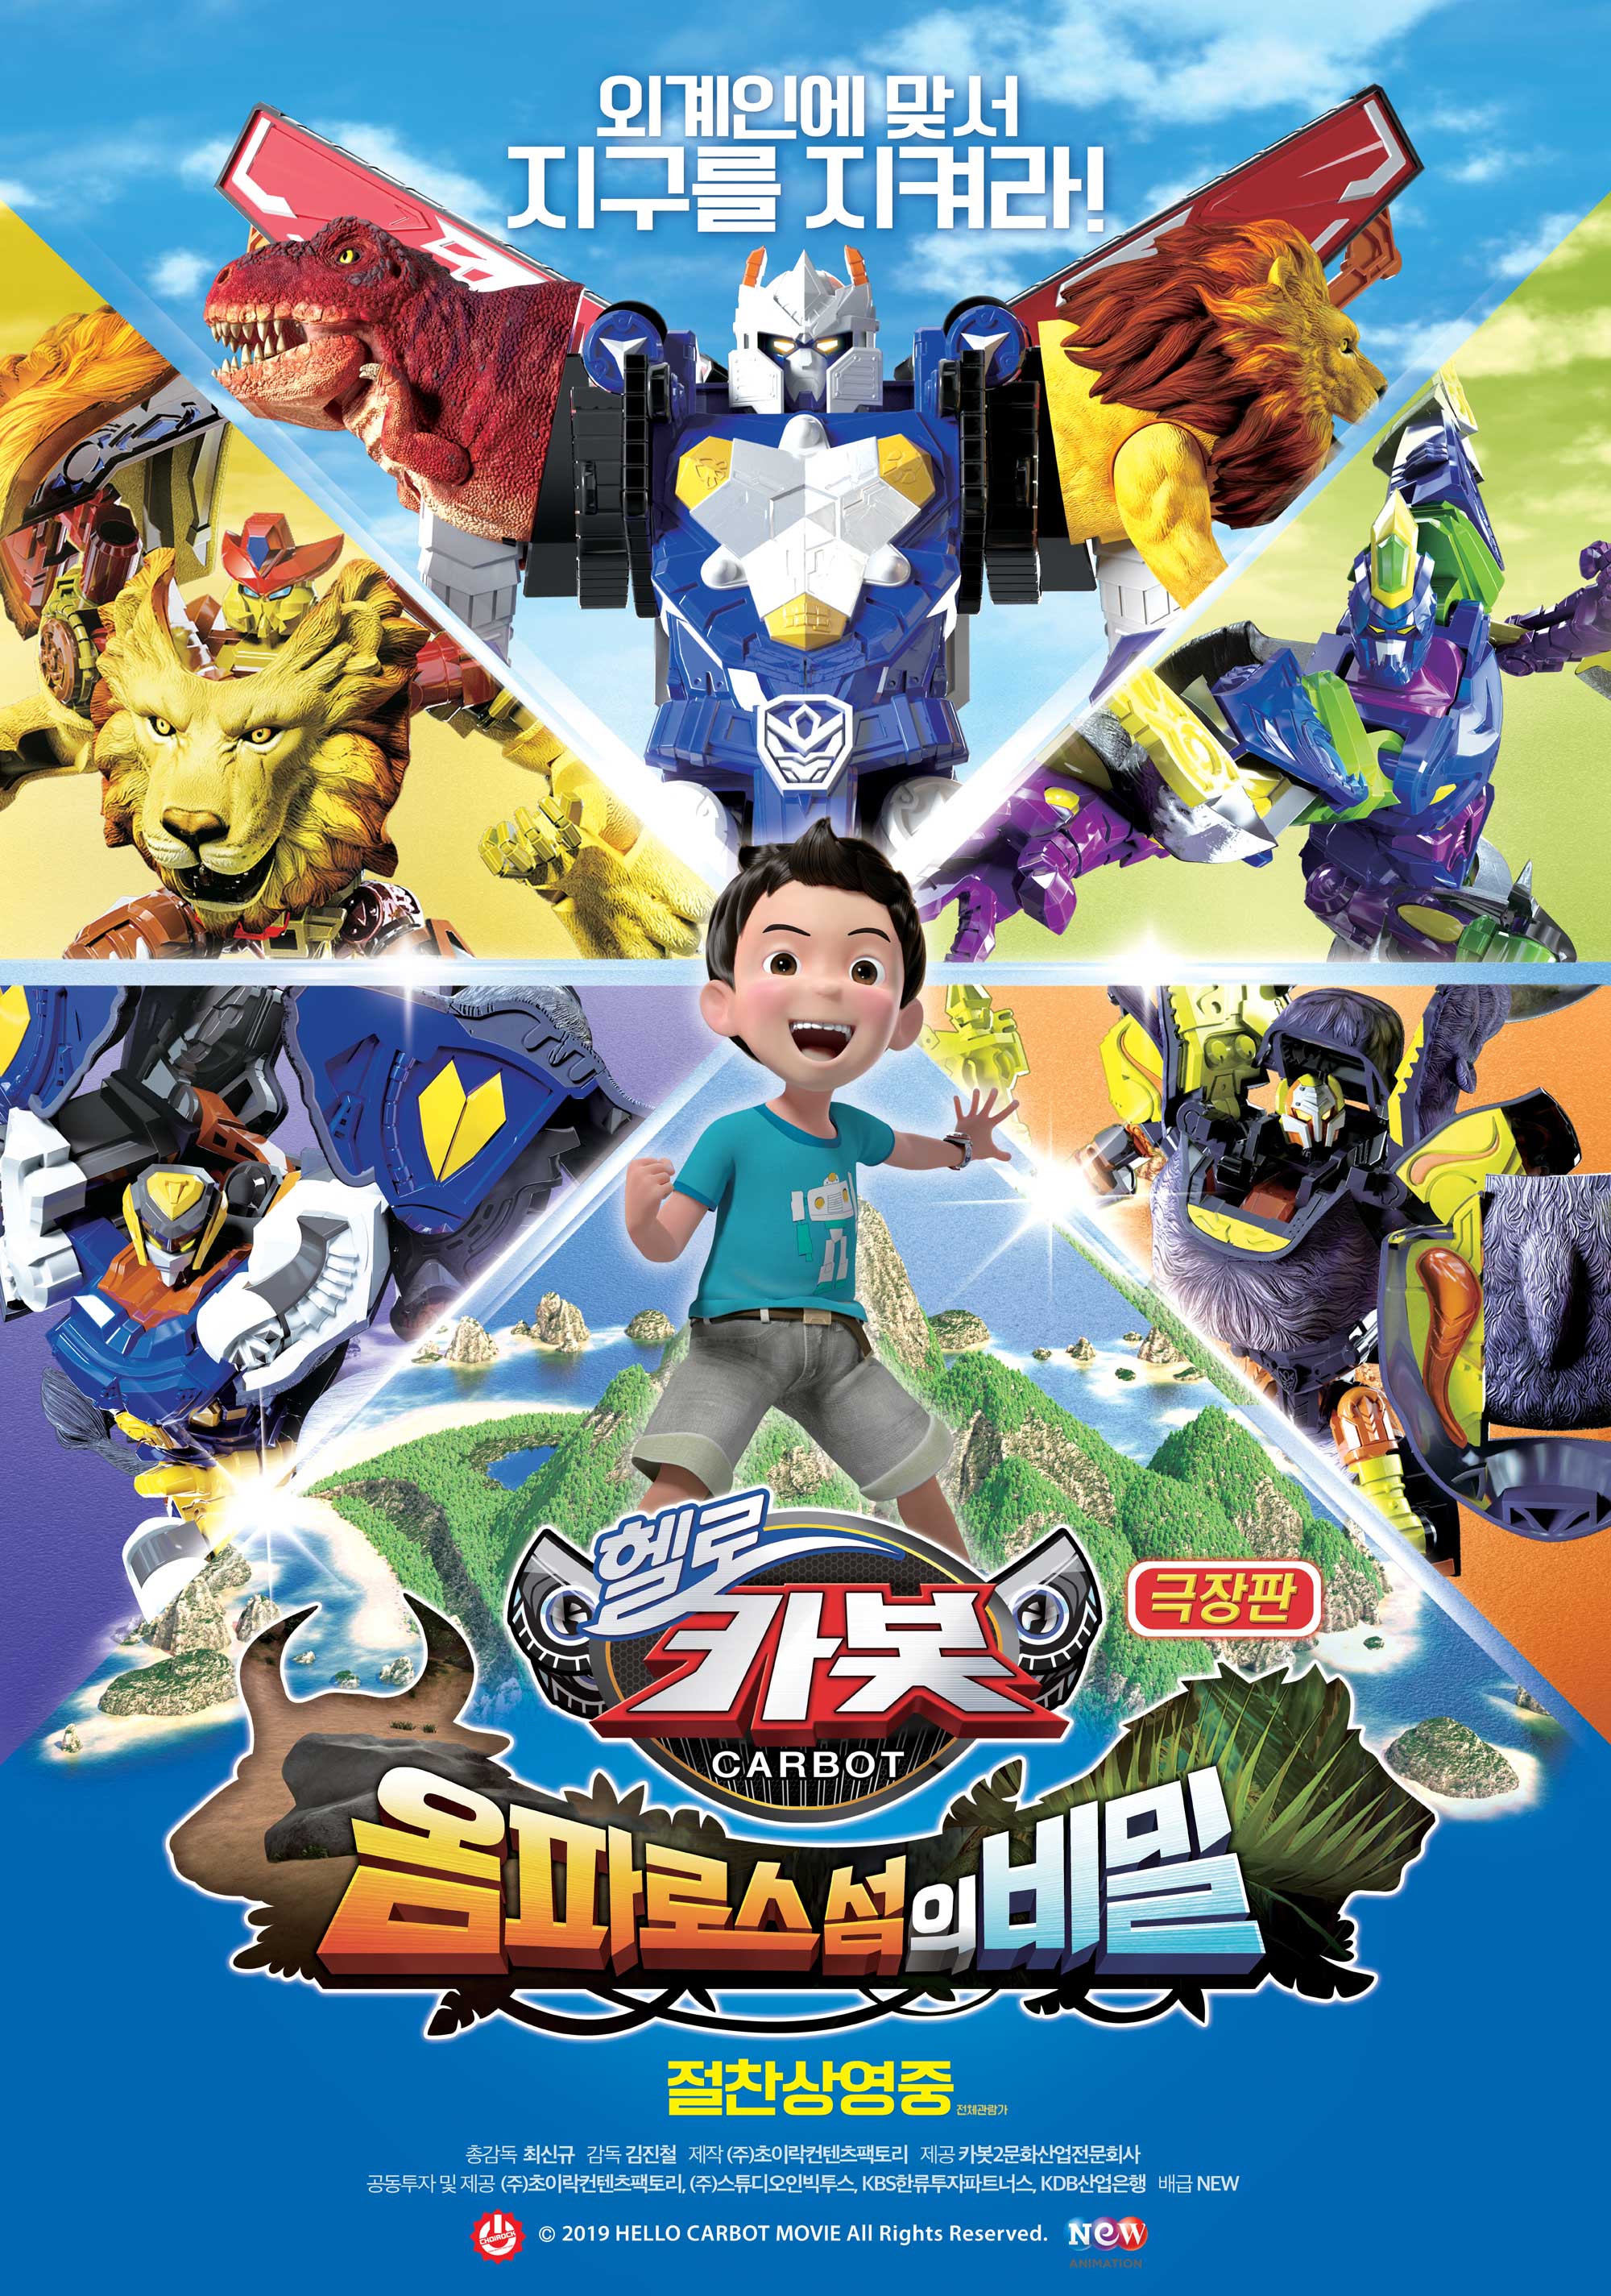 외계인에 맞서
지구를 지켜라!
헬로
카봇
CARBOT
극장판
옴파로스 섬의 비밀
절찬상영중 전체관람가
총감독 최신규 감독 김진철 제작 (주)초이락컨텐츠팩토리 제공 카봇2문화산업전문회사
공동투자 및 제공 (주)초이락컨텐츠팩토리, (주)스튜디오인빅투스, KBS한류투자파트너스, KDB산업은행 배급 NEW
CHOIROCK © 2019 HELLO CARBOT MOVIE All Rights Reserved. NeW
ANIMATION